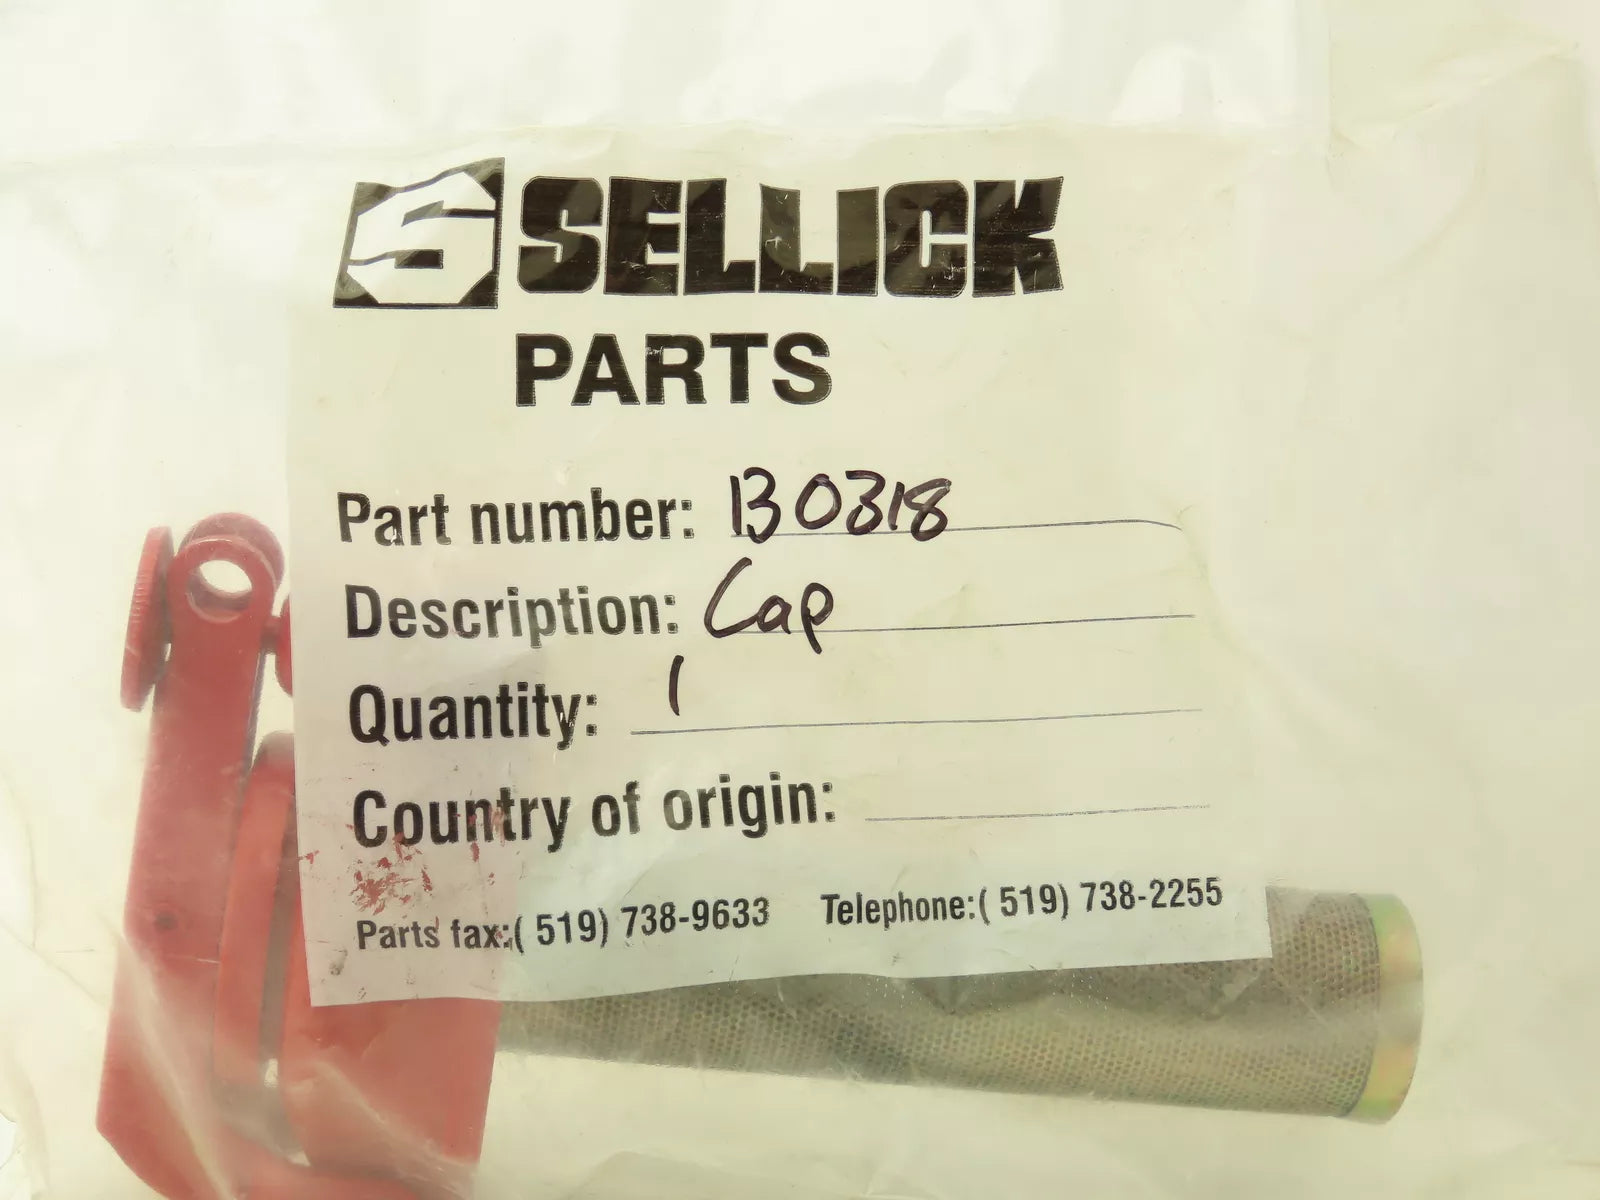 S SELLICK
PARTS
Part number: 130318
Description: Cap
Quantity: 1
Country of origin:
Parts fax:( 519) 738-9633 Telephone:( 519) 738-2255